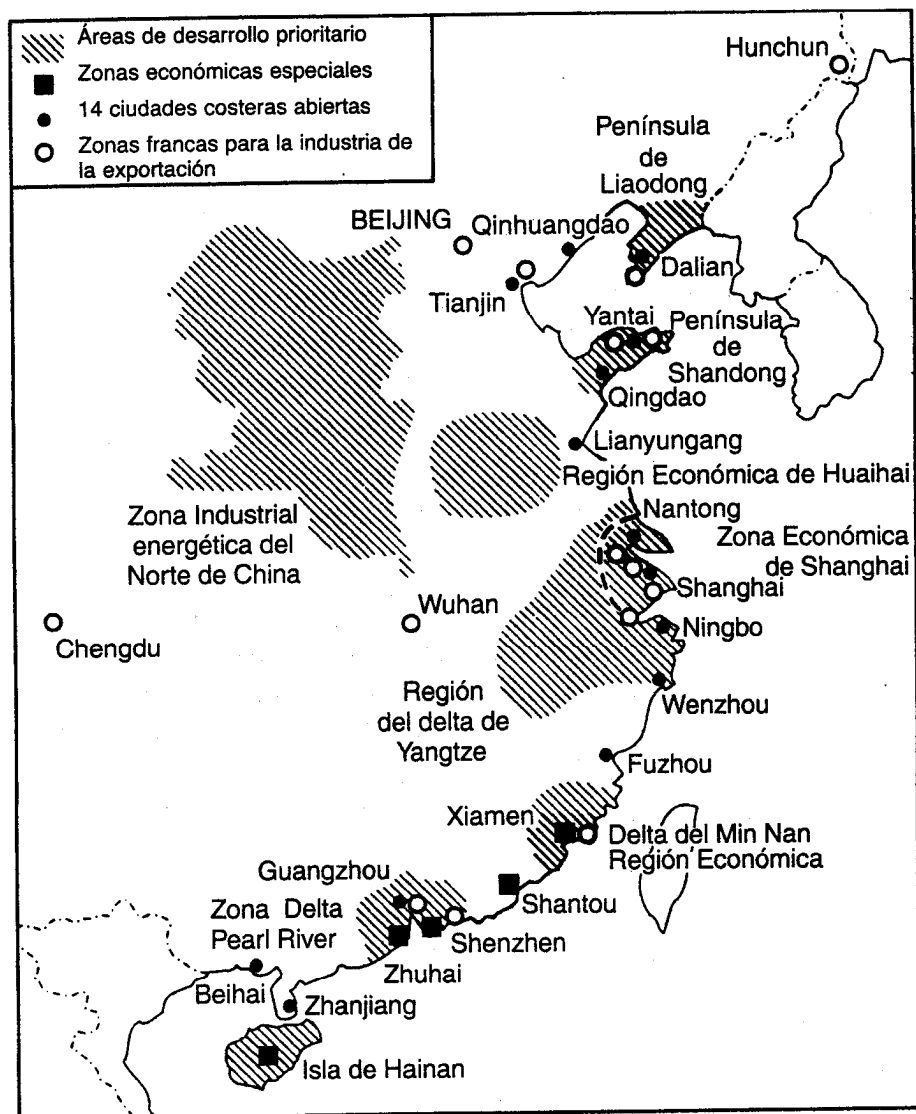 Áreas de desarrollo prioritario
Zonas económicas especiales
14 ciudades costeras abiertas
Zonas francas para la industria de
la exportación
Hunchun
Península
de
Liaodong
BEIJING
Qinhuangdao
Dalian
Tianjin
Yantai
Península
de
Shandong
Qingdao
Lianyungang
Región Económica de Huaihai
Nantong
Zona Industrial
energética del
Norte de China
Zona Económica
de Shanghai
Shanghai
Wuhan
Chengdu
Ningbo
Región
del delta de
Yangtze
Wenzhou
Fuzhou
Xiamen
Delta del Min Nan
Región Económica
Guangzhou
Shantou
Zona Delta
Pearl River
Shenzhen
Zhuhai
Beihai
Zhanjiang
Isla de Hainan